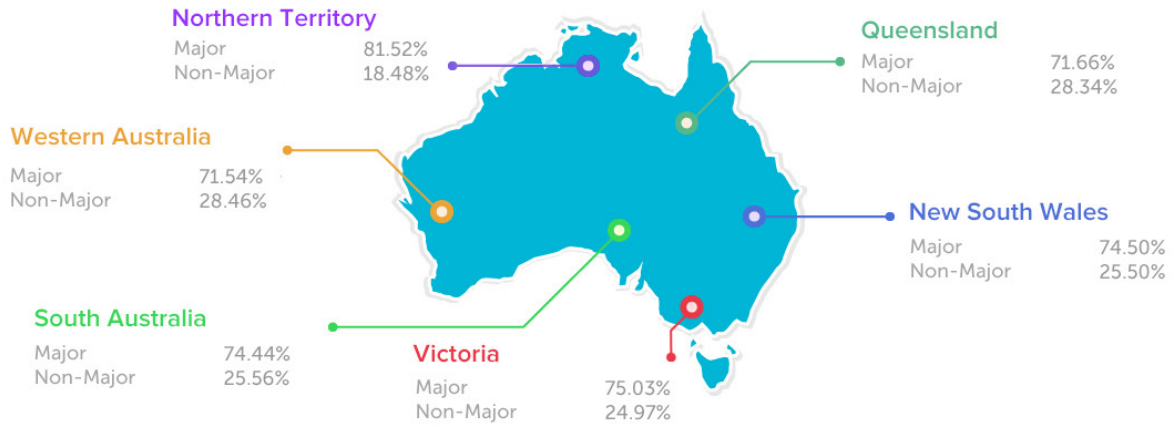 Northern Territory
Major 81.52%
Non-Major 18.48%
Queensland
Major 71.66%
Non-Major 28.34%
Western Australia
Major 71.54%
Non-Major 28.46%
New South Wales
Major 74.50%
Non-Major 25.50%
South Australia
Major 74.44%
Non-Major 25.56%
Victoria
Major 75.03%
Non-Major 24.97%